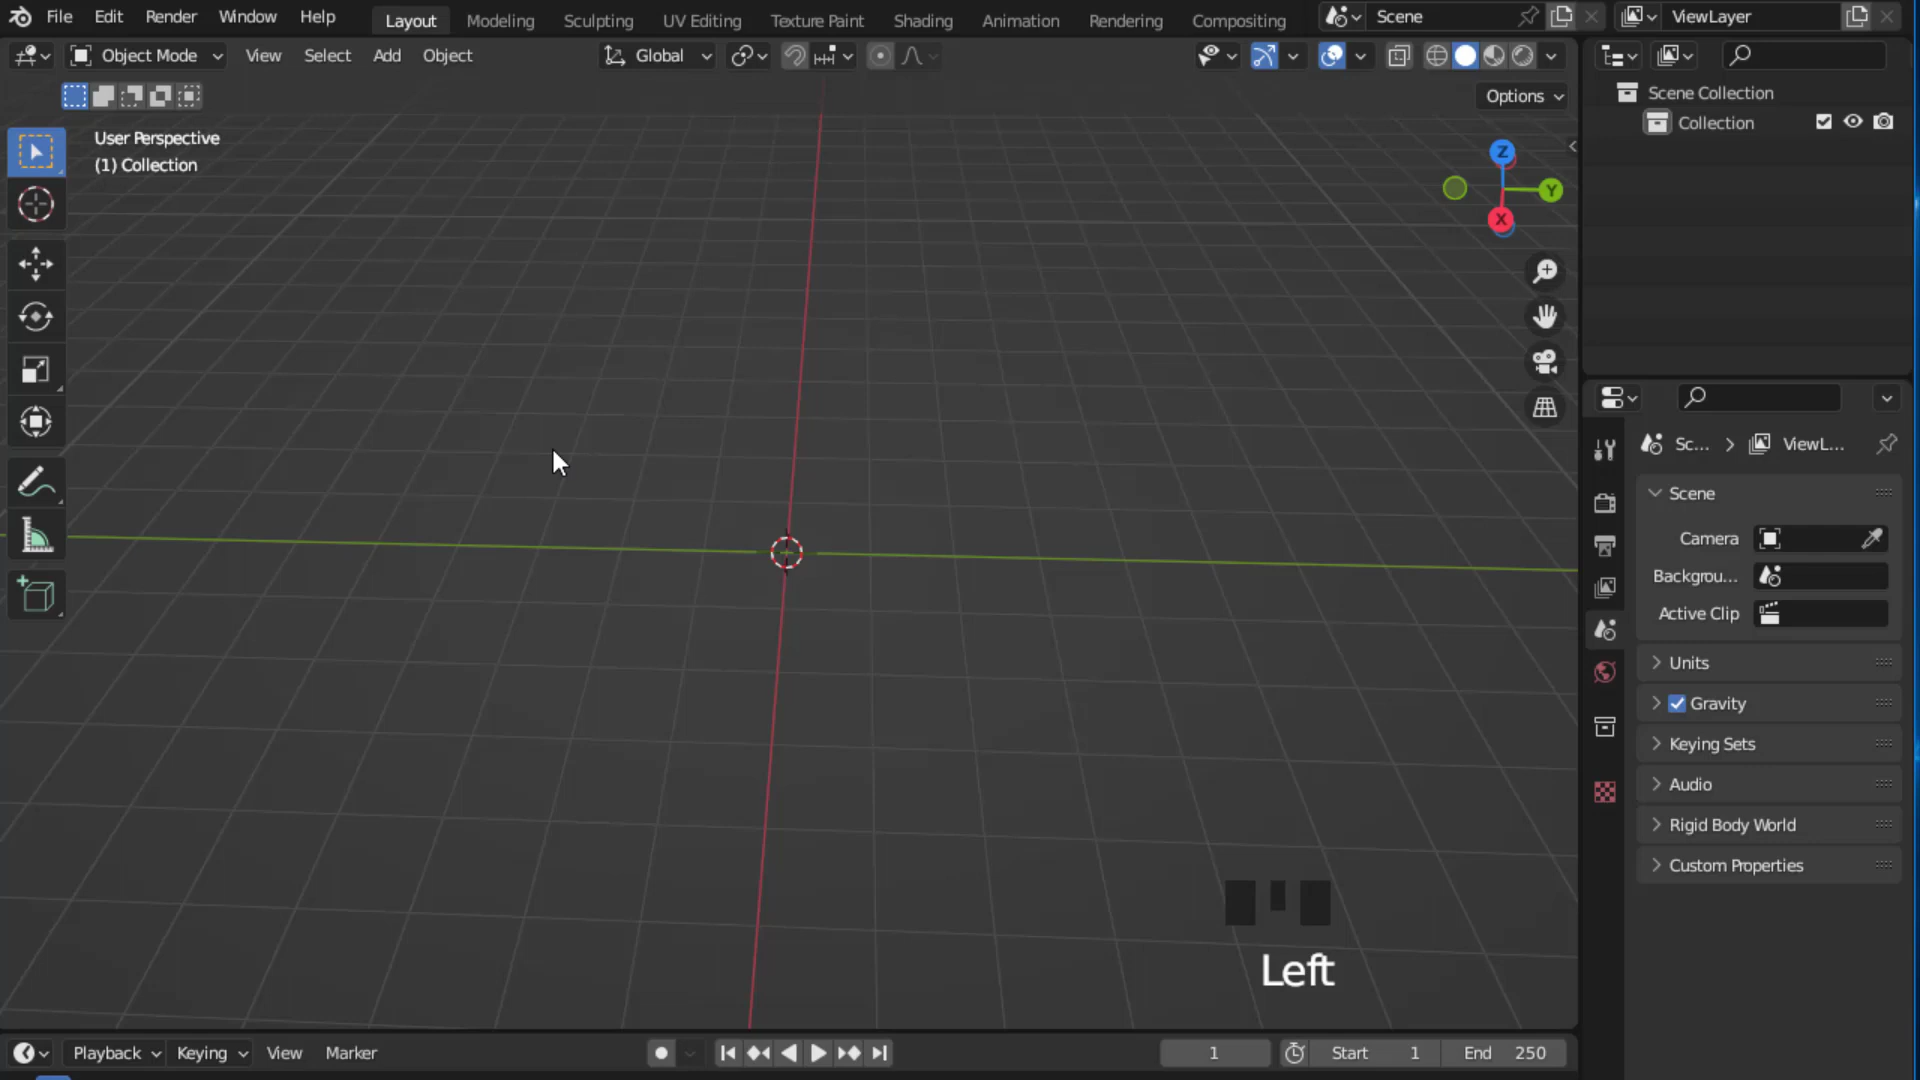 File Edit Render Window Help Layout Modeling Sculpting UV Editing Texture Paint Shading Animation Rendering Compositing Scene ViewLayer
Object Mode View Select Add Object Global
Options
User Perspective
(1) Collection
Z
Y
X
Scene Collection
Collection
Sc... ViewL...
Scene
Camera
Backgrou...
Active Clip
Units
Gravity
Keying Sets
Audio
Rigid Body World
Custom Properties
Left
Playback Keying View Marker 1 Start 1 End 250